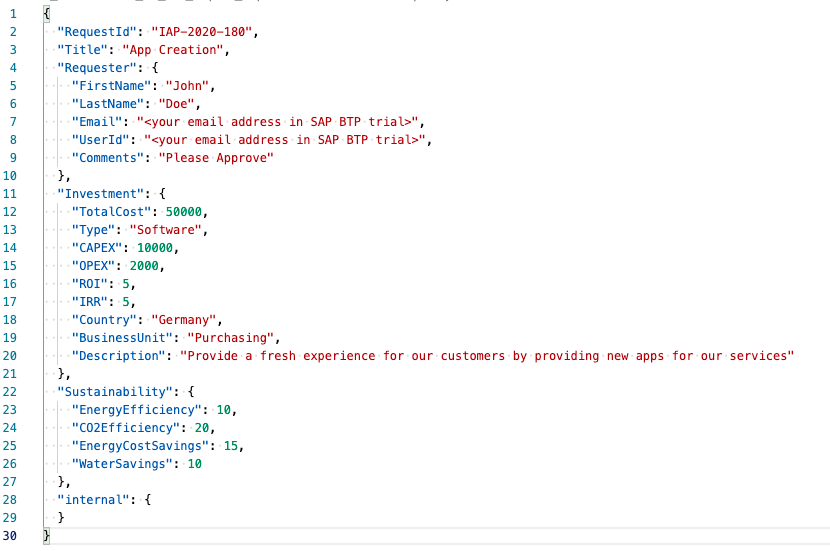 1 {
2   "RequestId": "IAP-2020-180",
3   "Title": "App Creation",
4   "Requester": {
5     "FirstName": "John",
6     "LastName": "Doe",
7     "Email": "<your email address in SAP BTP trial>",
8     "UserId": "<your email address in SAP BTP trial>",
9     "Comments": "Please Approve"
10   },
11   "Investment": {
12     "TotalCost": 50000,
13     "Type": "Software",
14     "CAPEX": 10000,
15     "OPEX": 2000,
16     "ROI": 5,
17     "IRR": 5,
18     "Country": "Germany",
19     "BusinessUnit": "Purchasing",
20     "Description": "Provide a fresh experience for our customers by providing new apps for our services"
21   },
22   "Sustainability": {
23     "EnergyEfficiency": 10,
24     "CO2Efficiency": 20,
25     "EnergyCostSavings": 15,
26     "WaterSavings": 10
27   },
28   "internal": {
29   }
30 }